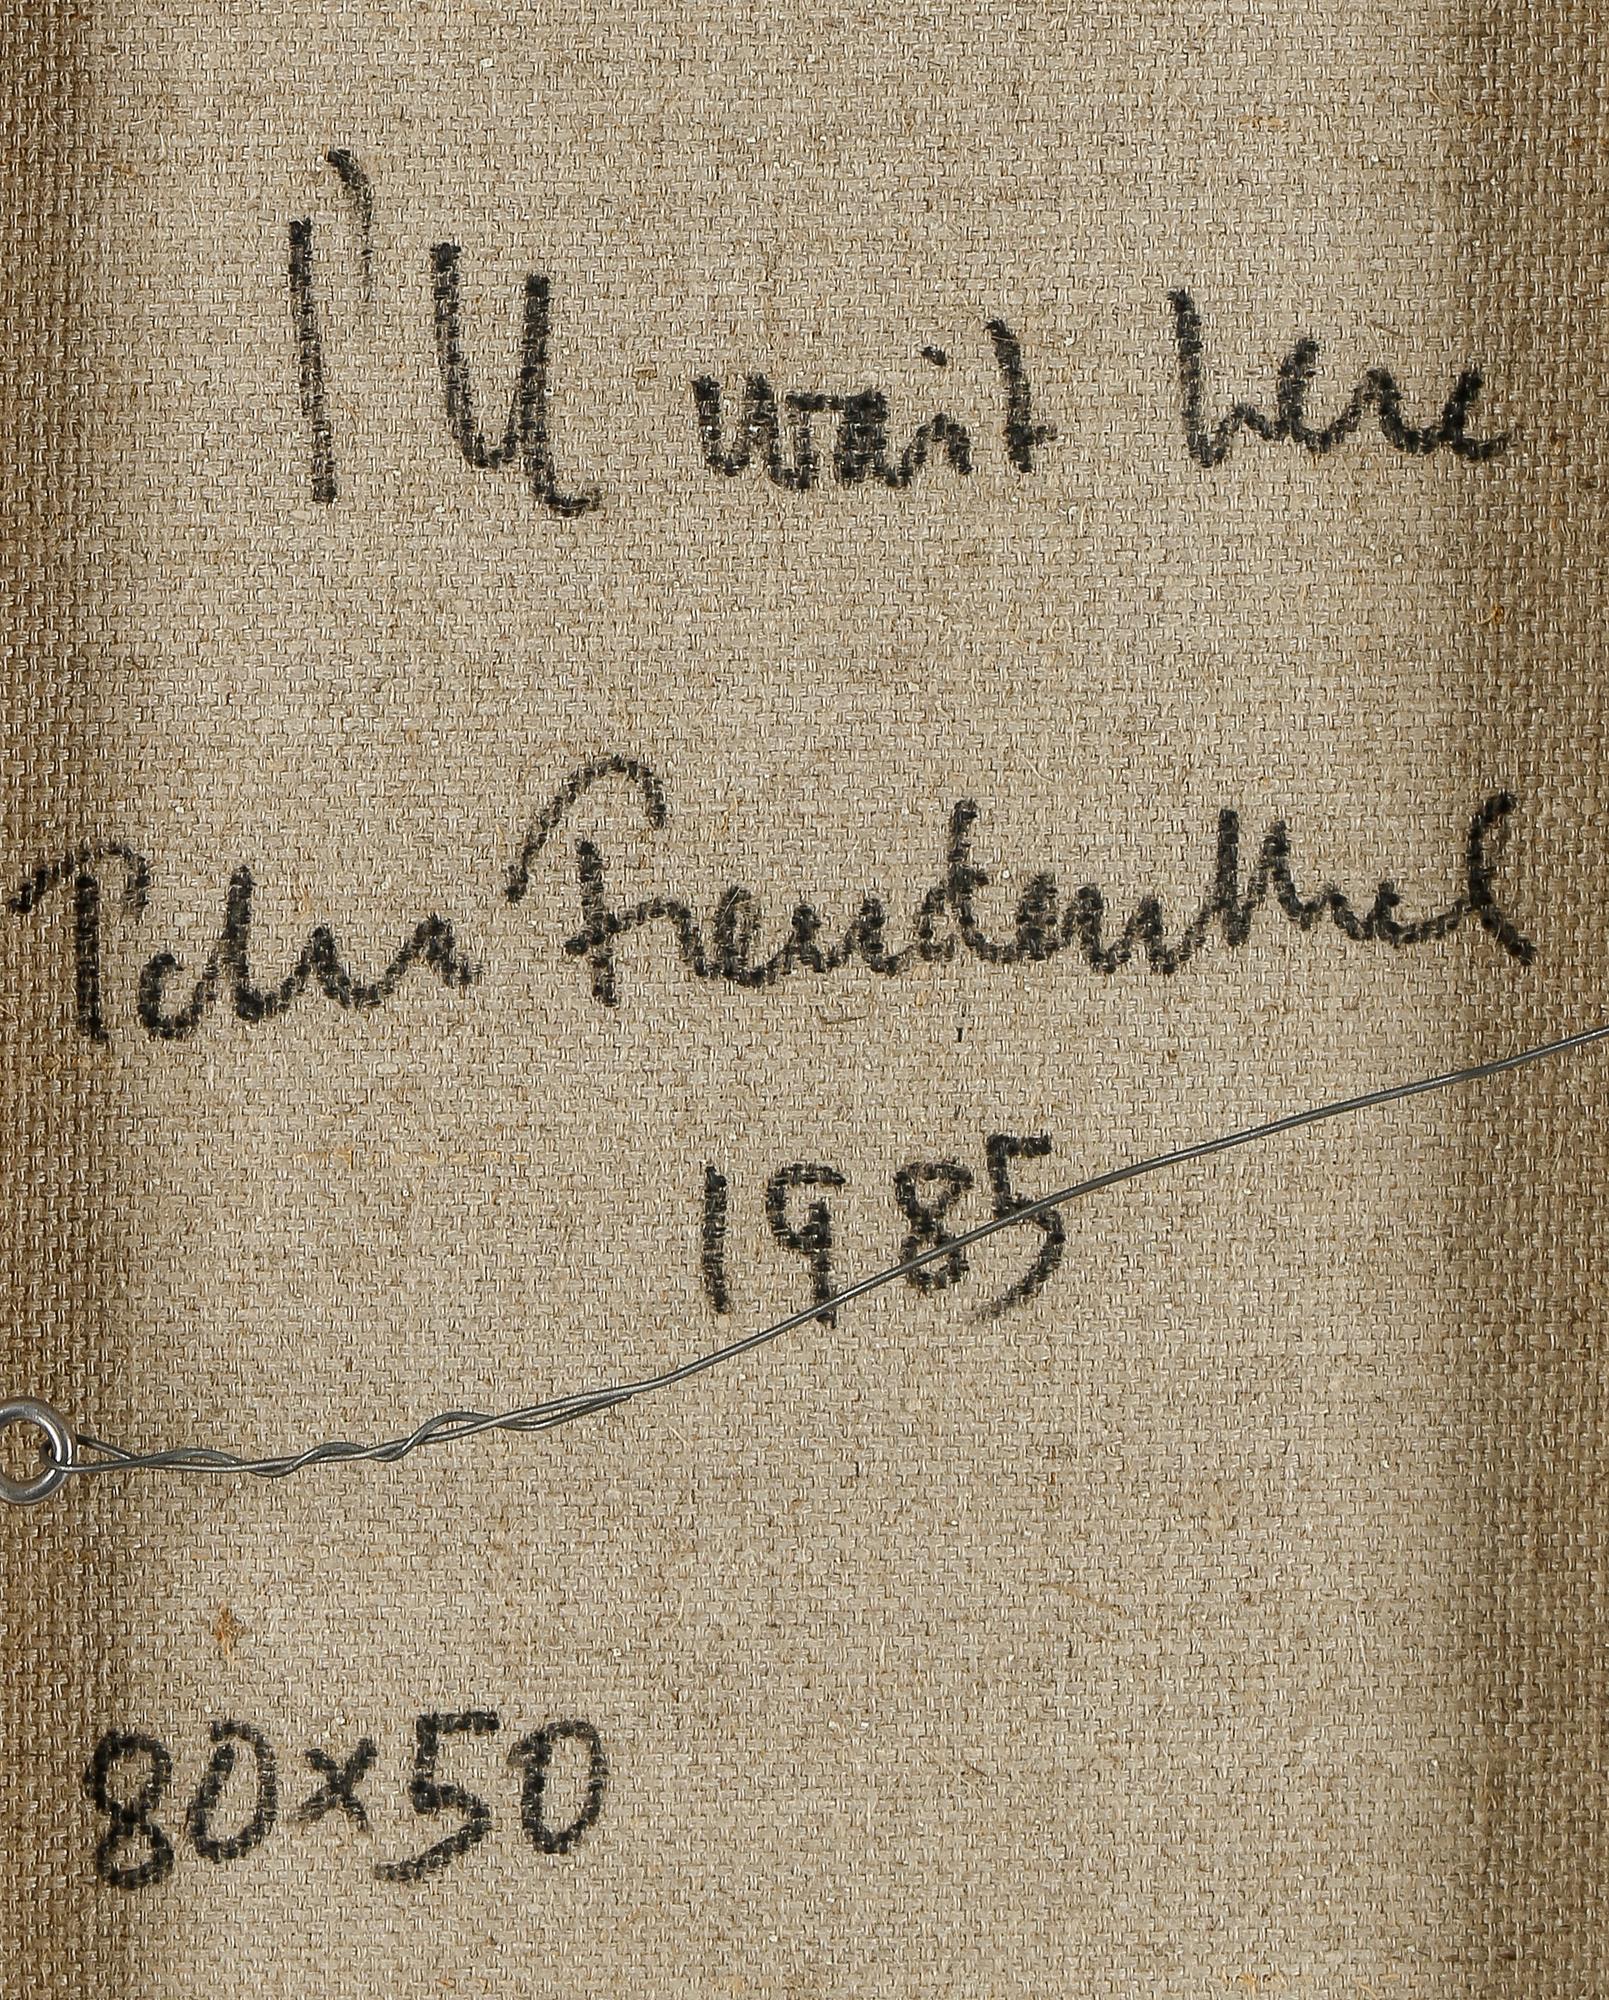 I'll wait here
Peter Freudenthal
1985
80x50